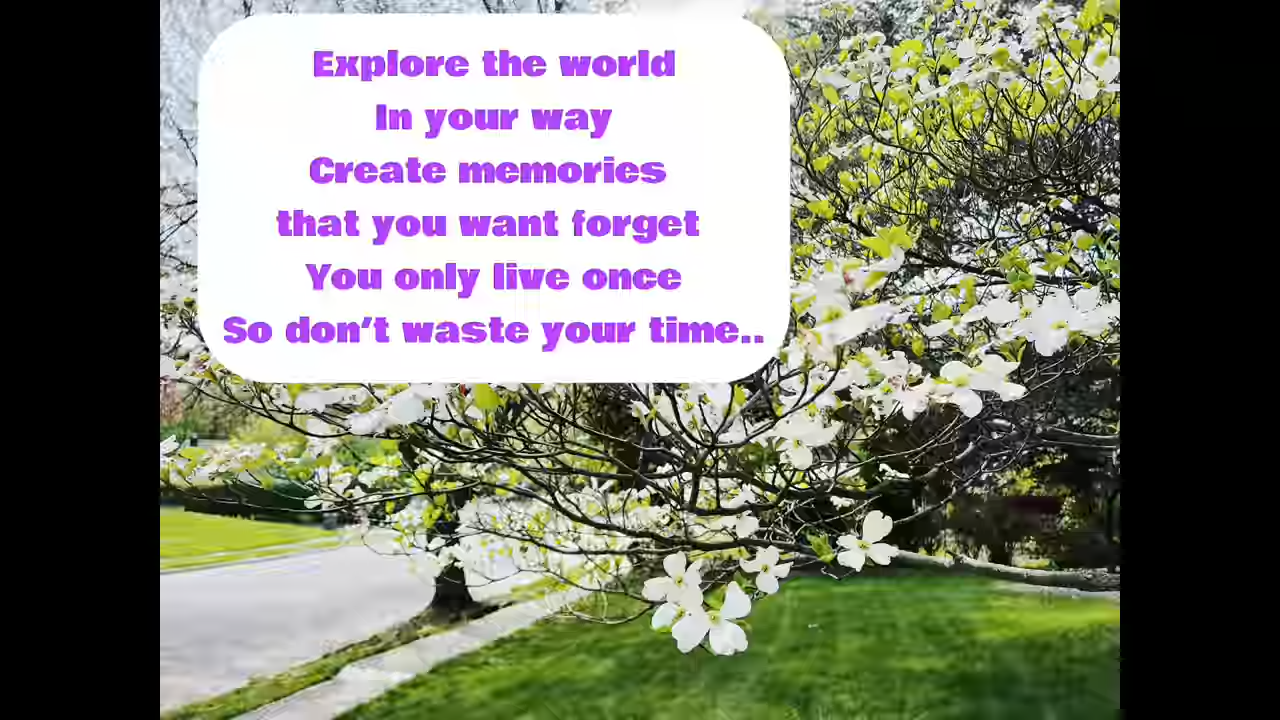 Explore the world
In your way
Create memories
that you want forget
You only live once
So don't waste your time..